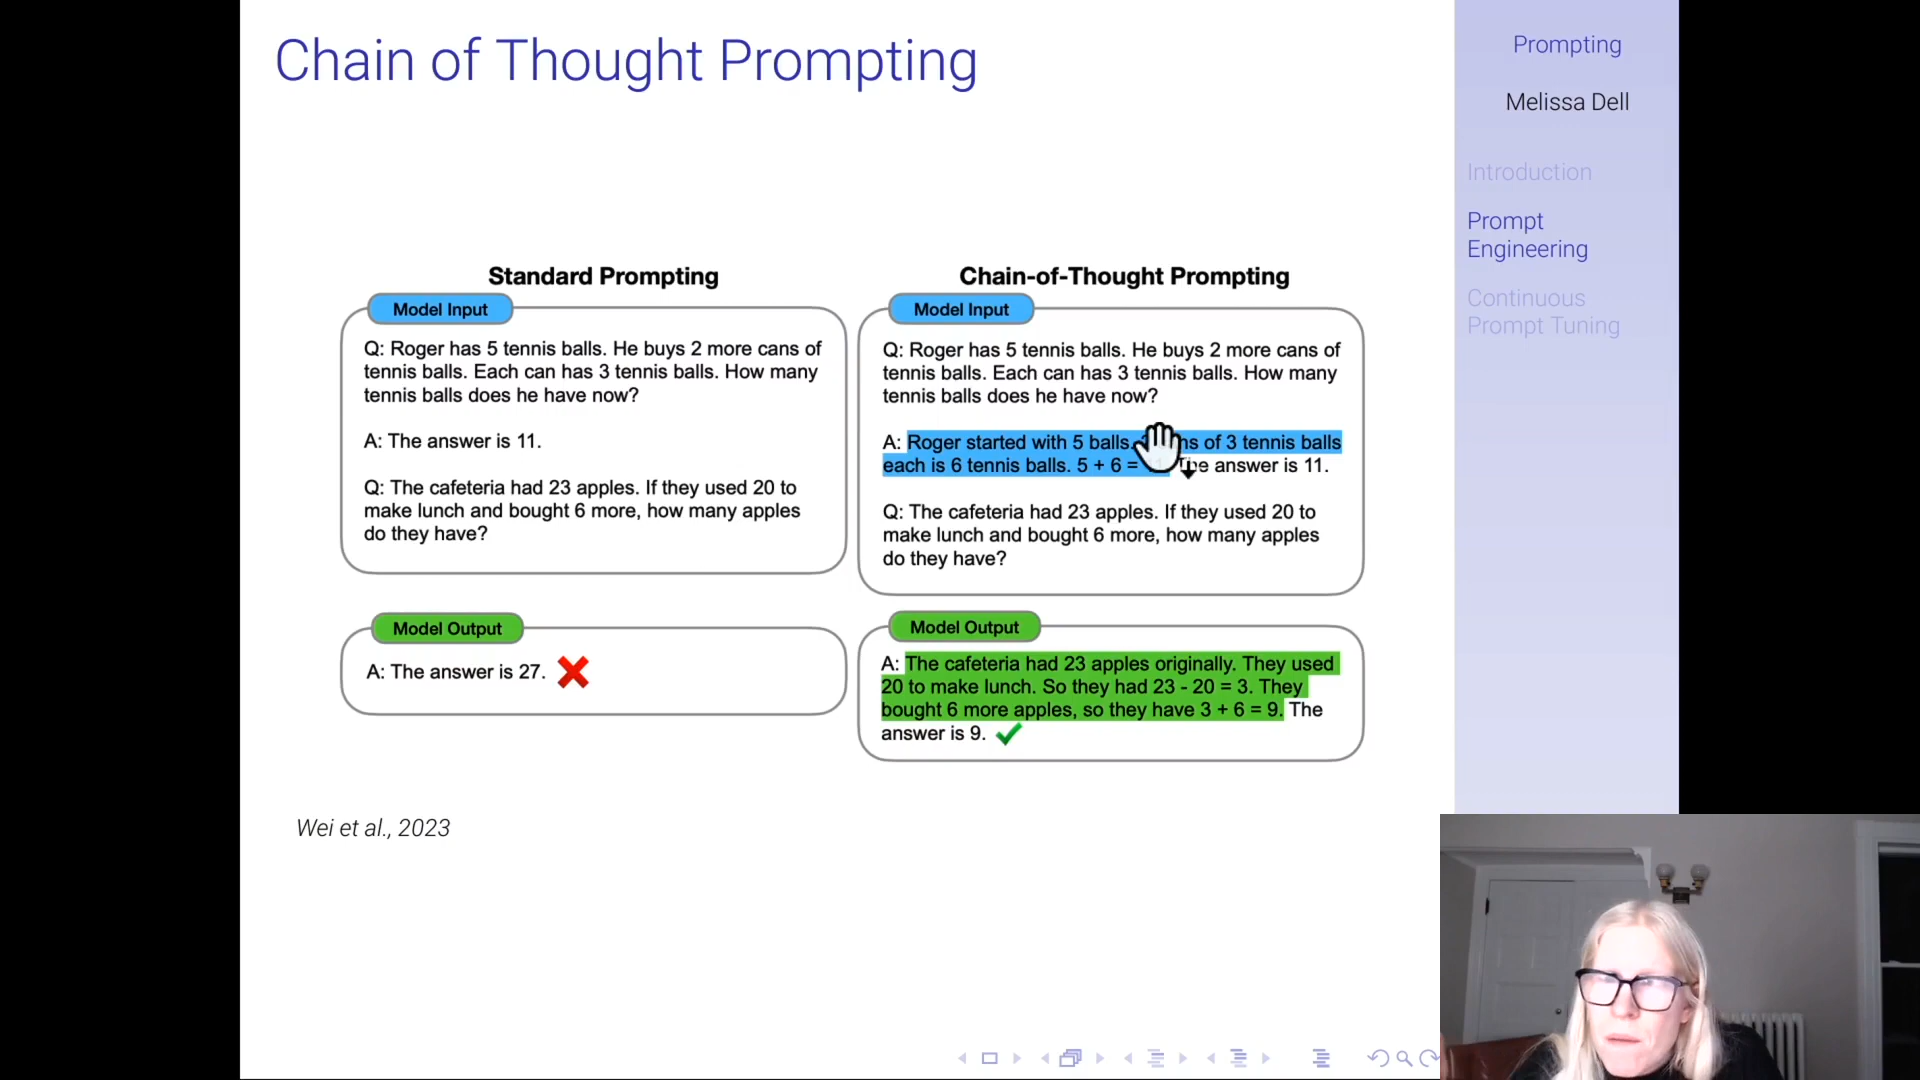 Chain of Thought Prompting
Standard Prompting
Model Input
Q: Roger has 5 tennis balls. He buys 2 more cans of
tennis balls. Each can has 3 tennis balls. How many
tennis balls does he have now?
A: The answer is 11.
Q: The cafeteria had 23 apples. If they used 20 to
make lunch and bought 6 more, how many apples
do they have?
Model Output
A: The answer is 27.
Chain-of-Thought Prompting
Model Input
Q: Roger has 5 tennis balls. He buys 2 more cans of
tennis balls. Each can has 3 tennis balls. How many
tennis balls does he have now?
A: Roger started with 5 balls. of 3 tennis balls
each is 6 tennis balls. 5 + 6 = The answer is 11.
Q: The cafeteria had 23 apples. If they used 20 to
make lunch and bought 6 more, how many apples
do they have?
Model Output
A: The cafeteria had 23 apples originally. They used
20 to make lunch. So they had 23 - 20 = 3. They
bought 6 more apples, so they have 3 + 6 = 9. The
answer is 9.
Wei et al., 2023
Prompting
Melissa Dell
Introduction
Prompt
Engineering
Continuous
Prompt Tuning